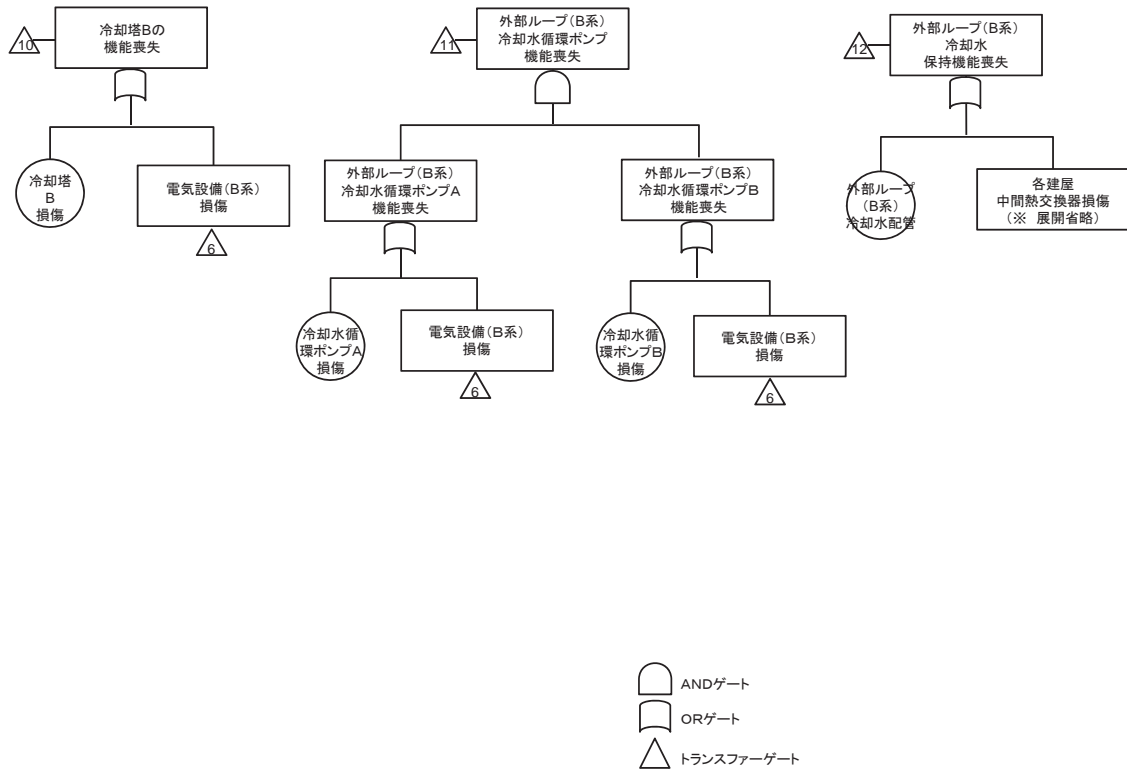 10
冷却塔Bの
機能喪失
冷却塔
B
損傷
電気設備(B系)
損傷
6
11
外部ループ(B系)
冷却水循環ポンプ
機能喪失
外部ループ(B系)
冷却水循環ポンプA
機能喪失
冷却水循
環ポンプA
損傷
電気設備(B系)
損傷
6
外部ループ(B系)
冷却水循環ポンプB
機能喪失
冷却水循
環ポンプB
損傷
電気設備(B系)
損傷
6
12
外部ループ(B系)
冷却水
保持機能喪失
外部ループ
(B系)
冷却水配管
各建屋
中間熱交換器損傷
(※ 展開省略)
ANDゲート
ORゲート
トランスファーゲート